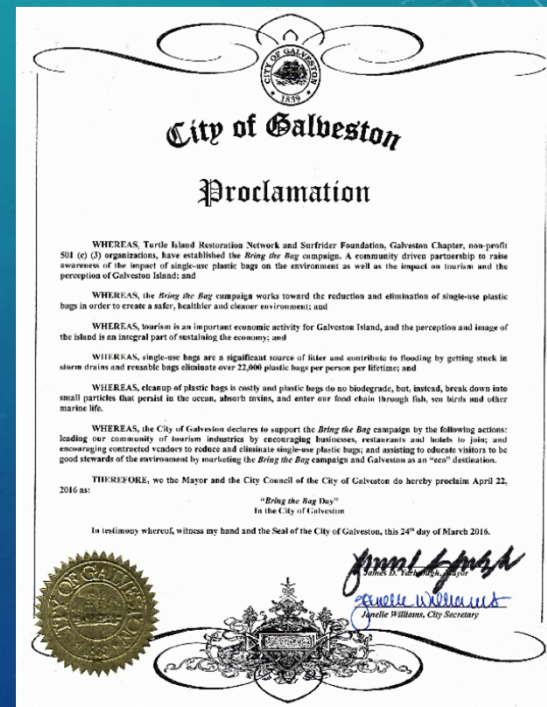 CITY OF GALVESTON
1839
City of Galveston
Proclamation
WHEREAS, Turtle Island Restoration Network and Surfrider Foundation, Galveston Chapter, non-profit
501 (c) (3) organizations, have established the Bring the Bag campaign. A community driven partnership to raise
awareness of the impact of single-use plastic bags on the environment as well as the impact on tourism and the
perception of Galveston Island; and
WHEREAS, the Bring the Bag campaign works toward the reduction and elimination of single-use plastic
bags in order to create a safer, healthier and cleaner environment; and
WHEREAS, tourism is an important economic activity for Galveston Island, and the perception and image of
the island is an integral part of sustaining the economy; and
WHEREAS, single-use bags are a significant source of litter and contribute to flooding by getting stuck in
storm drains and reusable bags eliminate over 22,000 plastic bags per person per lifetime; and
WHEREAS, cleanup of plastic bags is costly and plastic bags do no biodegrade, but, instead, break down into
small particles that persist in the ocean, absorb toxins, and enter our food chain through fish, sea birds and other
marine life.
WHEREAS, the City of Galveston declares to support the Bring the Bag campaign by the following actions:
leading our community of tourism industries by encouraging businesses, restaurants and hotels to join; and
encouraging contracted vendors to reduce and eliminate single-use plastic bags; and assisting to educate visitors to be
good stewards of the environment by marketing the Bring the Bag campaign and Galveston as an "eco" destination.
THEREFORE, we the Mayor and the City Council of the City of Galveston do hereby proclaim April 22,
2016 as:
"Bring the Bag Day"
In the City of Galveston
In testimony whereof, witness my hand and the Seal of the City of Galveston, this 24th day of March 2016.
James D. Yarbrough, Mayor
Janelle Williams
Janelle Williams, City Secretary
CITY OF GALVESTON